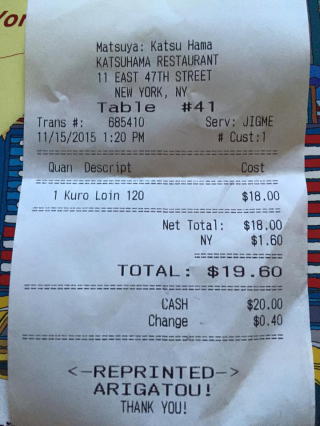 Matsuya: Katsu Hama
KATSUHAMA RESTAURANT
11 EAST 47TH STREET
NEW YORK, NY
Table #41
Trans #: 685410 Serv: JIGME
11/15/2015 1:20 PM # Cust:1
Quan Descript Cost
1 Kuro Loin 120 $18.00
Net Total: $18.00
NY $1.60
TOTAL: $19.60
CASH $20.00
Change $0.40
<-REPRINTED->
ARIGATOU!
THANK YOU!